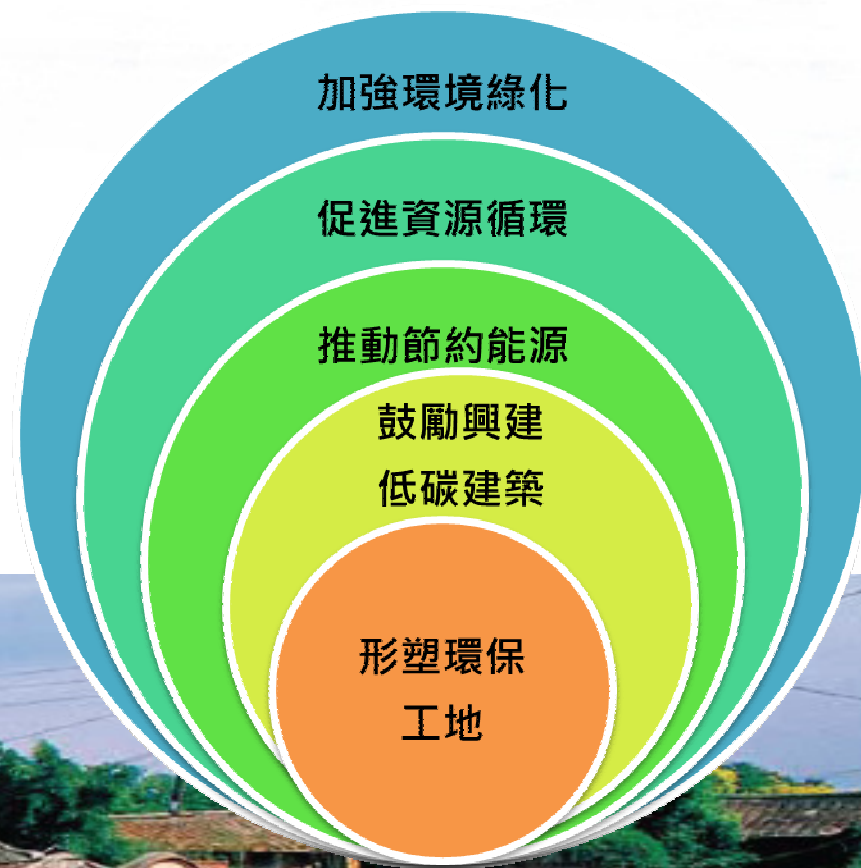 加強環境綠化
促進資源循環
推動節約能源
鼓勵興建
低碳建築
形塑環保
工地